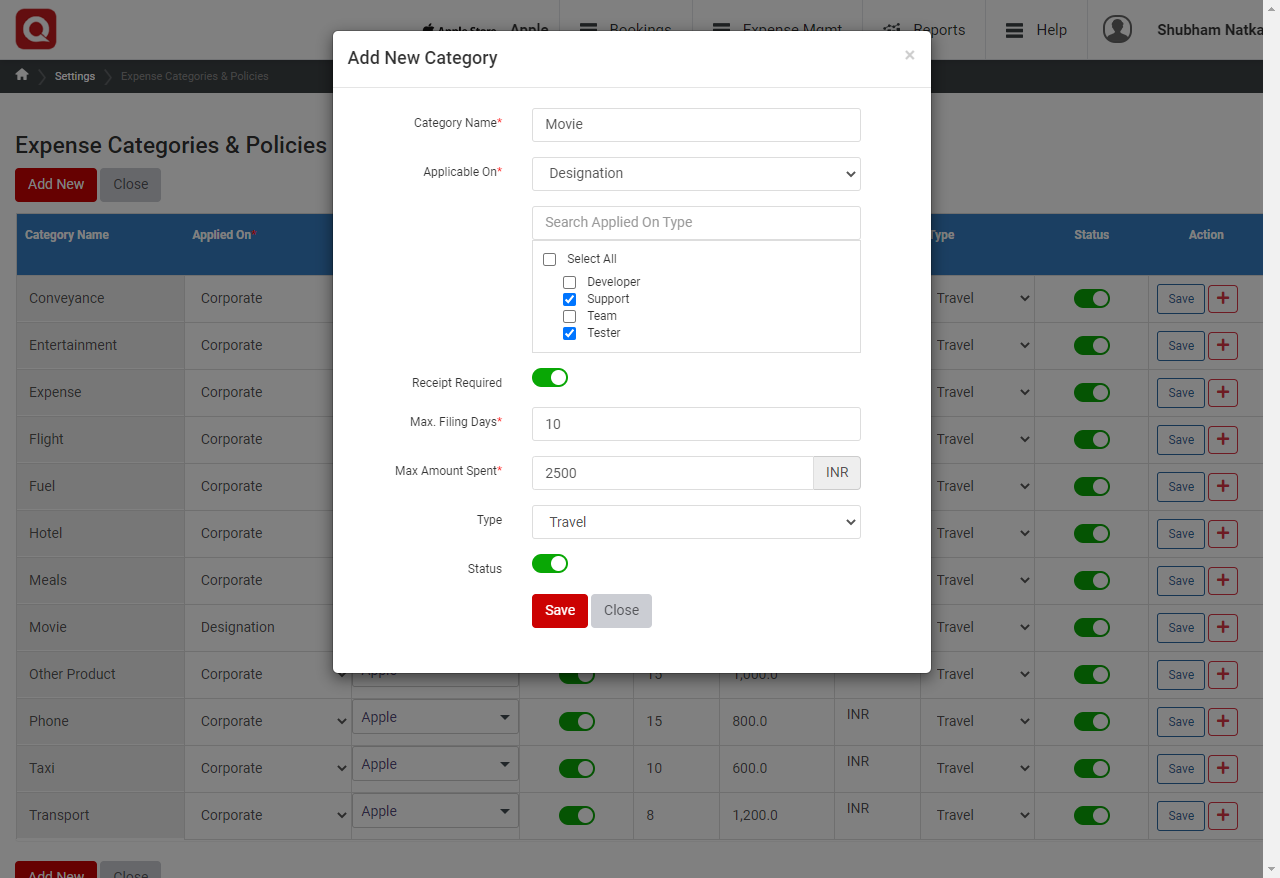 Apple Store Apple Bookings Expense Mgmt Reports Help Shubham Natka
Settings Expense Categories & Policies
Expense Categories & Policies
Add New Close
Category Name Applied On* Type Status Action
Conveyance Corporate Travel Save
Entertainment Corporate Travel Save
Expense Corporate Travel Save
Flight Corporate Travel Save
Fuel Corporate Travel Save
Hotel Corporate Travel Save
Meals Corporate Travel Save
Movie Designation Travel Save
Other Product Corporate Apple 15 1,000.0 Travel Save
Phone Corporate Apple 15 800.0 INR Travel Save
Taxi Corporate Apple 10 600.0 INR Travel Save
Transport Corporate Apple 8 1,200.0 INR Travel Save
Add New Close
Add New Category ×
Category Name* Movie
Applicable On* Designation
Search Applied On Type
Select All
Developer
Support
Team
Tester
Receipt Required
Max. Filing Days* 10
Max Amount Spent* 2500 INR
Type Travel
Status
Save Close